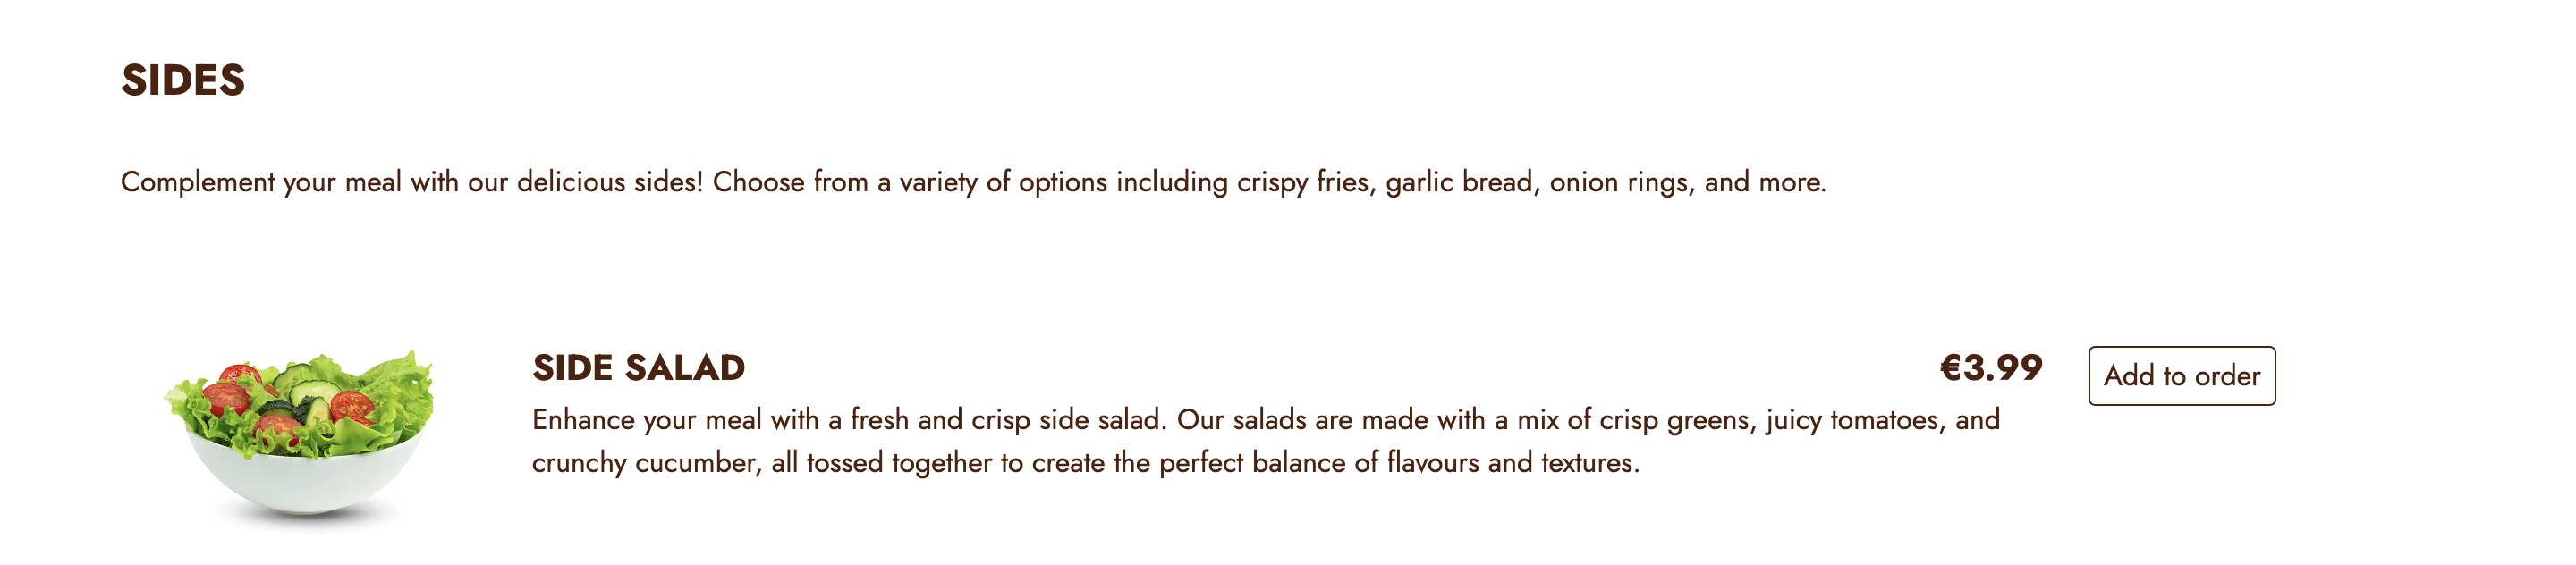 SIDES
Complement your meal with our delicious sides! Choose from a variety of options including crispy fries, garlic bread, onion rings, and more.
SIDE SALAD
€3.99
Add to order
Enhance your meal with a fresh and crisp side salad. Our salads are made with a mix of crisp greens, juicy tomatoes, and
crunchy cucumber, all tossed together to create the perfect balance of flavours and textures.